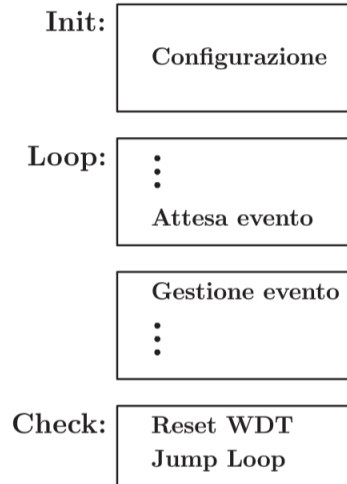 Init:
Configurazione
Loop:
Attesa evento
Gestione evento
Check:
Reset WDT
Jump Loop